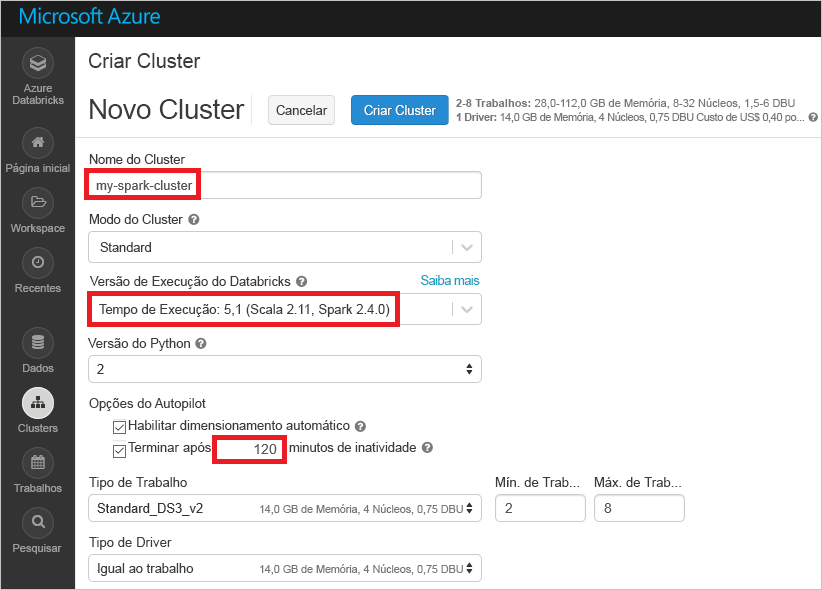 Microsoft Azure
Azure
Databricks
Página inicial
Workspace
Recentes
Dados
Clusters
Trabalhos
Pesquisar
Criar Cluster
Novo Cluster
Cancelar
Criar Cluster
2-8 Trabalhos: 28,0-112,0 GB de Memória, 8-32 Núcleos, 1,5-6 DBU
1 Driver: 14,0 GB de Memória, 4 Núcleos, 0,75 DBU Custo de US$ 0,40 po... ?
Nome do Cluster
my-spark-cluster
Modo do Cluster ?
Standard
Versão de Execução do Databricks ? Saiba mais
Tempo de Execução: 5,1 (Scala 2.11, Spark 2.4.0)
Versão do Python ?
2
Opções do Autopilot
Habilitar dimensionamento automático ?
Terminar após 120 minutos de inatividade ?
Tipo de Trabalho Mín. de Trab... Máx. de Trab...
Standard_DS3_v2 14,0 GB de Memória, 4 Núcleos, 0,75 DBU 2 8
Tipo de Driver
Igual ao trabalho 14,0 GB de Memória, 4 Núcleos, 0,75 DBU